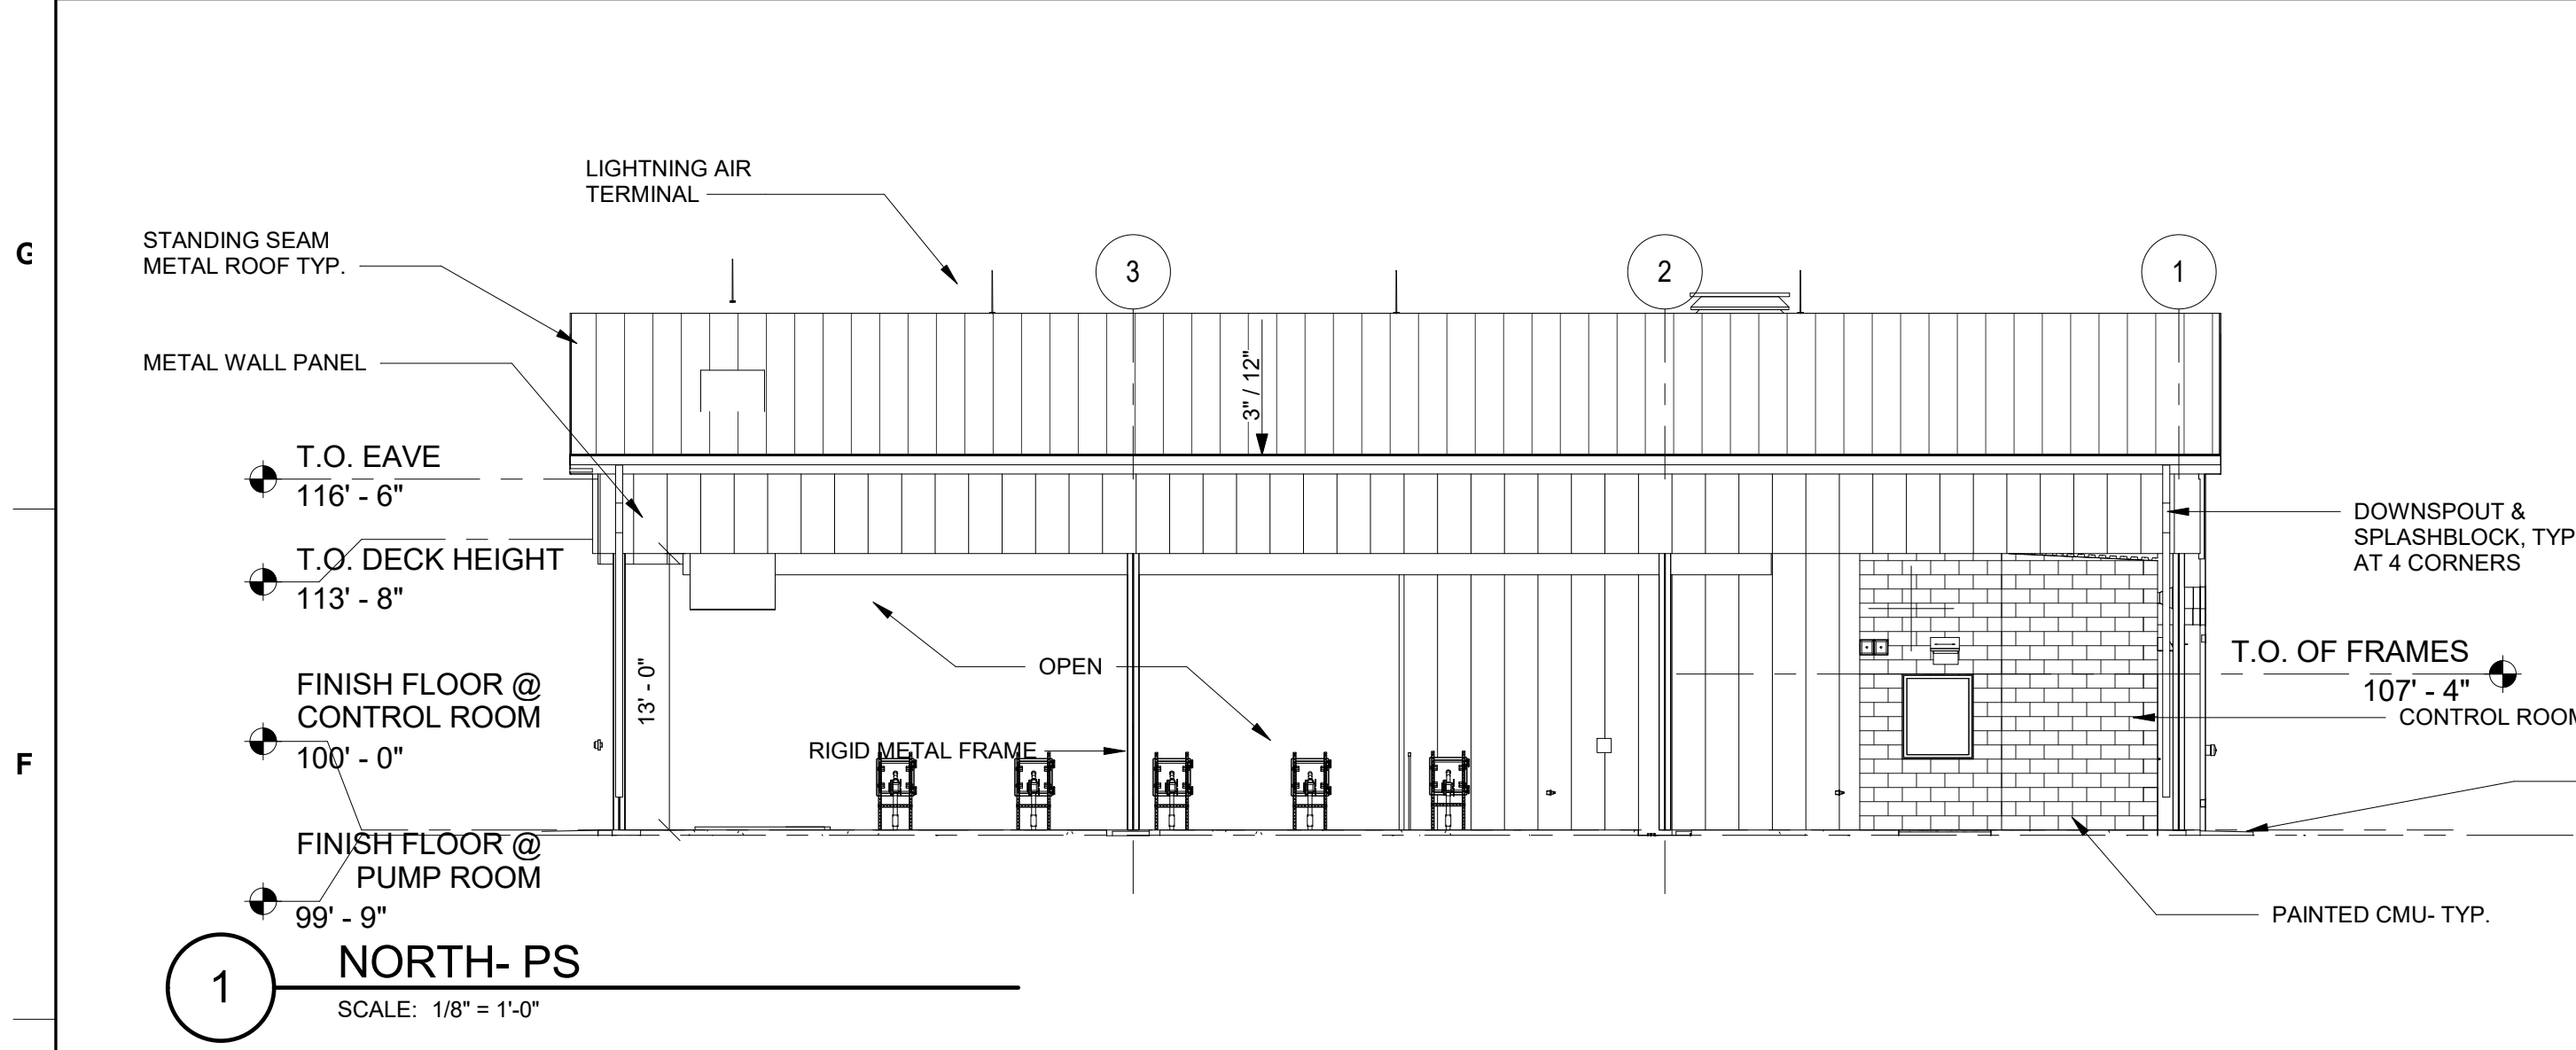 LIGHTNING AIR
TERMINAL
STANDING SEAM
METAL ROOF TYP.
G
3
2
1
METAL WALL PANEL
3" / 12"
T.O. EAVE
116' - 6"
DOWNSPOUT &
SPLASHBLOCK, TYP
AT 4 CORNERS
T.O. DECK HEIGHT
113' - 8"
OPEN
T.O. OF FRAMES
107' - 4"
13' - 0"
FINISH FLOOR @
CONTROL ROOM
100' - 0"
CONTROL ROOM
RIGID METAL FRAME
F
FINISH FLOOR @
PUMP ROOM
99' - 9"
PAINTED CMU- TYP.
1
NORTH- PS
SCALE: 1/8" = 1'-0"